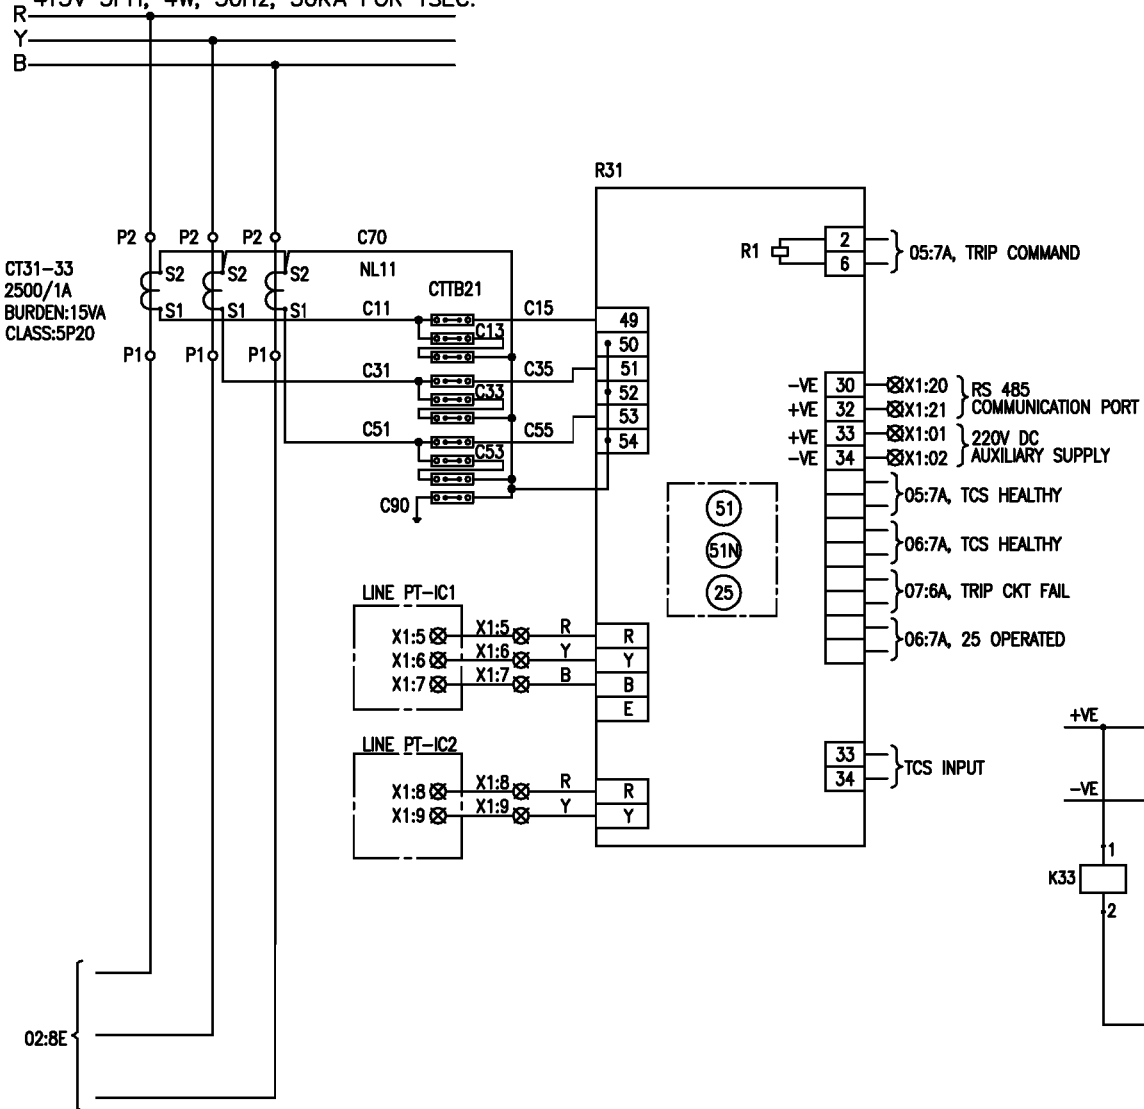 415V 3PH, 4W, 50Hz, 50KA FOR 1SEC.
R
Y
B
R31
P2 P2 P2 C70
R1 2
6
05:7A, TRIP COMMAND
CT31-33
2500/1A
BURDEN:15VA
CLASS:5P20
S2 S2 S2 NL11
CTTB21
S1 S1 S1 C11 C15 49
C13 50
P1 P1 P1
C31 C35 51
C33 52
C51 C55 53
C53 54
C90
-VE 30 X1:20
+VE 32 X1:21
RS 485
COMMUNICATION PORT
+VE 33 X1:01
-VE 34 X1:02
220V DC
AUXILIARY SUPPLY
05:7A, TCS HEALTHY
06:7A, TCS HEALTHY
07:6A, TRIP CKT FAIL
06:7A, 25 OPERATED
51
51N
25
LINE PT-IC1
X1:5 X1:5 R R
X1:6 X1:6 Y Y
X1:7 X1:7 B B
E
LINE PT-IC2
X1:8 X1:8 R R
X1:9 X1:9 Y Y
33
34
TCS INPUT
+VE
-VE
1
K33
2
02:8E